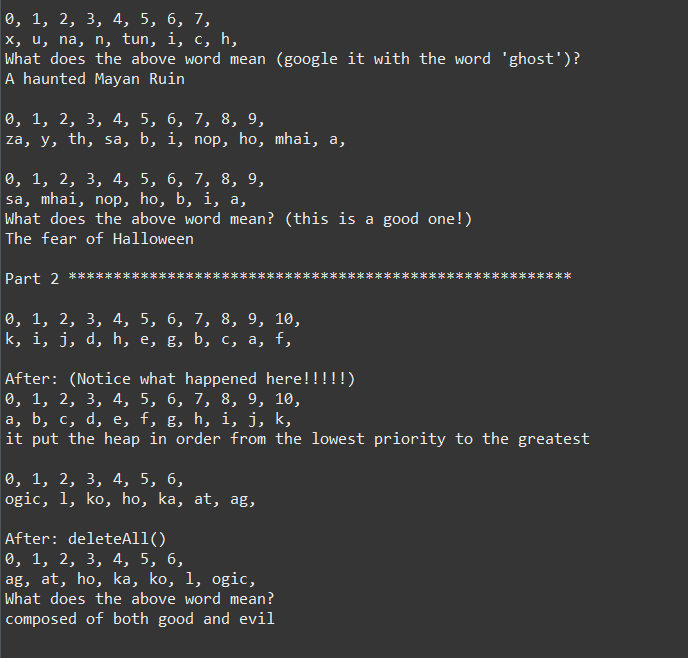 0, 1, 2, 3, 4, 5, 6, 7,
x, u, na, n, tun, i, c, h,
What does the above word mean (google it with the word 'ghost')?
A haunted Mayan Ruin
0, 1, 2, 3, 4, 5, 6, 7, 8, 9,
za, y, th, sa, b, i, nop, ho, mhai, a,
0, 1, 2, 3, 4, 5, 6, 7, 8, 9,
sa, mhai, nop, ho, b, i, a,
What does the above word mean? (this is a good one!)
The fear of Halloween
Part 2 ********************************************************
0, 1, 2, 3, 4, 5, 6, 7, 8, 9, 10,
k, i, j, d, h, e, g, b, c, a, f,
After: (Notice what happened here!!!!!)
0, 1, 2, 3, 4, 5, 6, 7, 8, 9, 10,
a, b, c, d, e, f, g, h, i, j, k,
it put the heap in order from the lowest priority to the greatest
0, 1, 2, 3, 4, 5, 6,
ogic, l, ko, ho, ka, at, ag,
After: deleteAll()
0, 1, 2, 3, 4, 5, 6,
ag, at, ho, ka, ko, l, ogic,
What does the above word mean?
composed of both good and evil